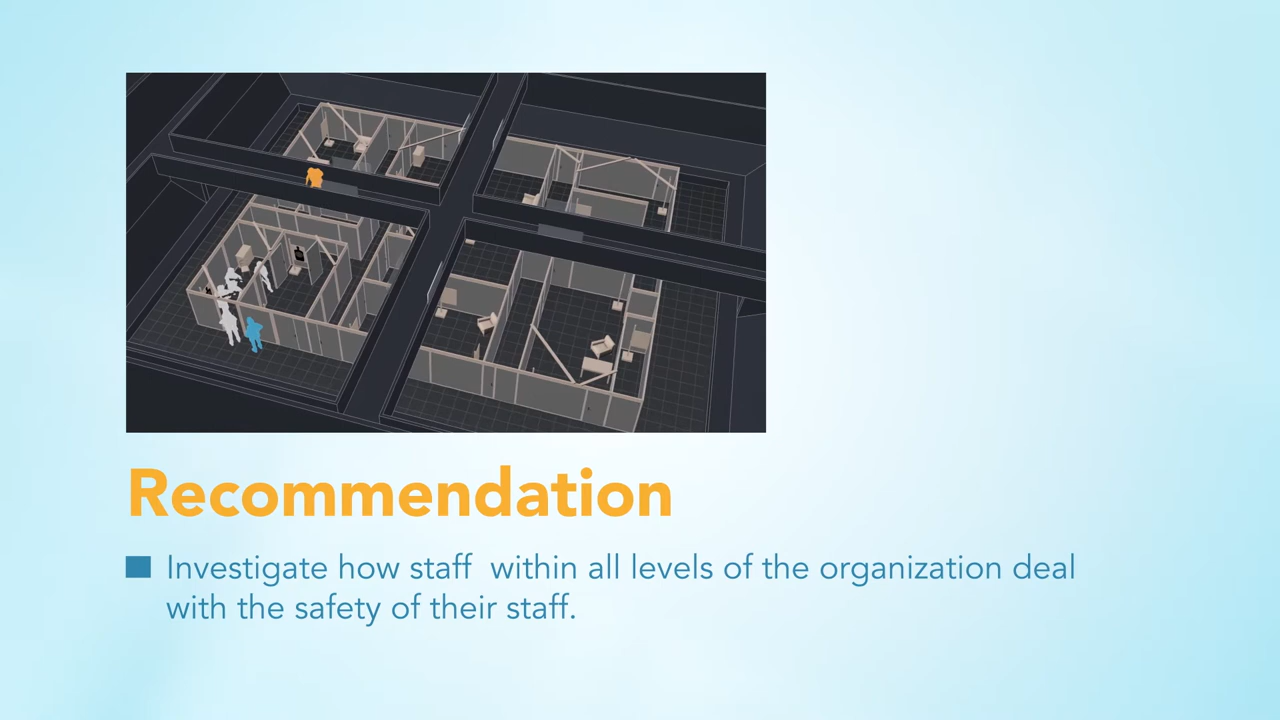 Recommendation
Investigate how staff  within all levels of the organization deal
with the safety of their staff.